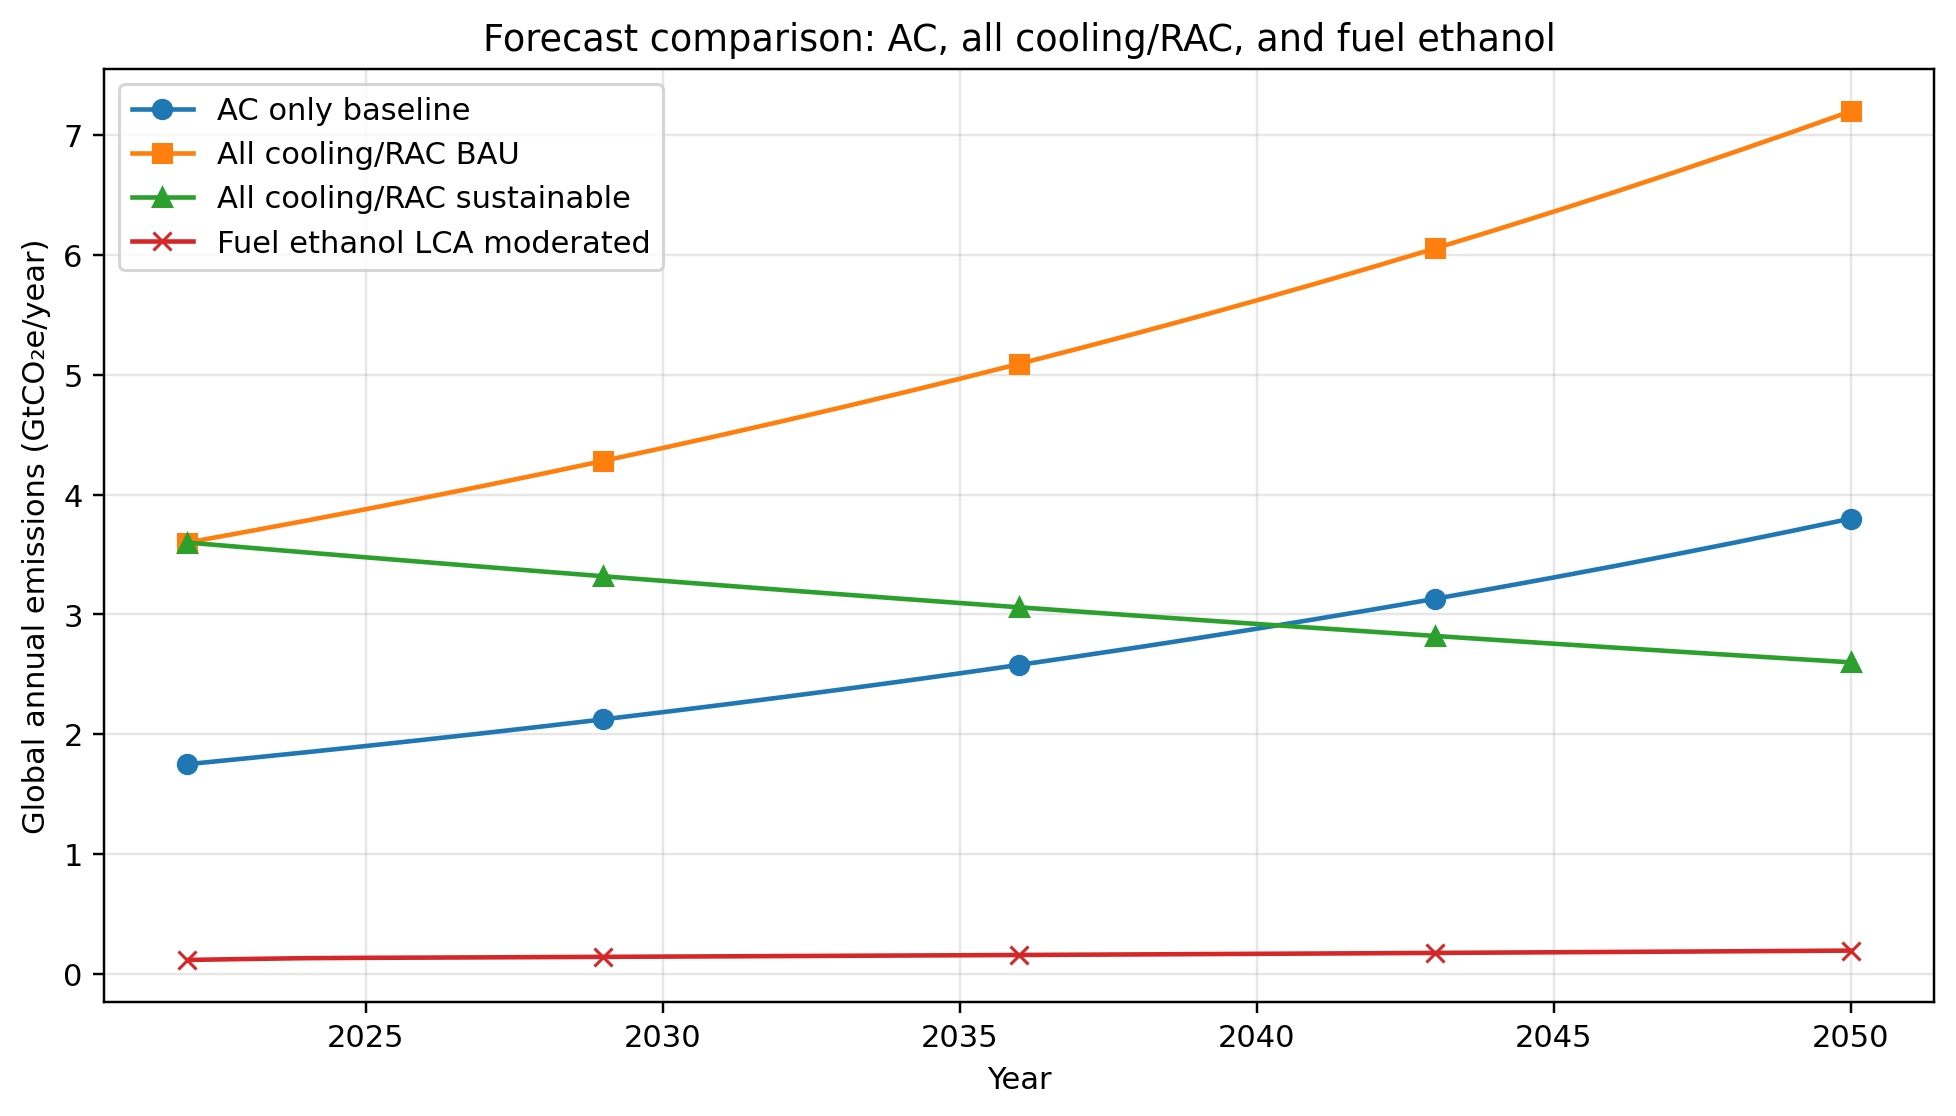 Forecast comparison: AC, all cooling/RAC, and fuel ethanol
AC only baseline
All cooling/RAC BAU
All cooling/RAC sustainable
Fuel ethanol LCA moderated
Global annual emissions (GtCO₂e/year)
7
6
5
4
3
2
1
0
2025 2030 2035 2040 2045 2050
Year